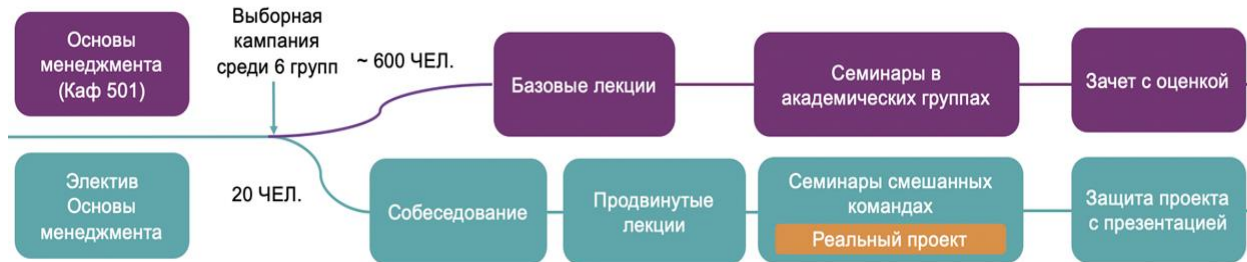 Основы
менеджмента
(Каф 501)
Выборная
кампания
среди 6 групп
~ 600 ЧЕЛ.
Базовые лекции
Семинары в
академических группах
Зачет с оценкой
Электив
Основы
менеджмента
20 ЧЕЛ.
Собеседование
Продвинутые
лекции
Семинары смешанных
командах
Реальный проект
Защита проекта
с презентацией